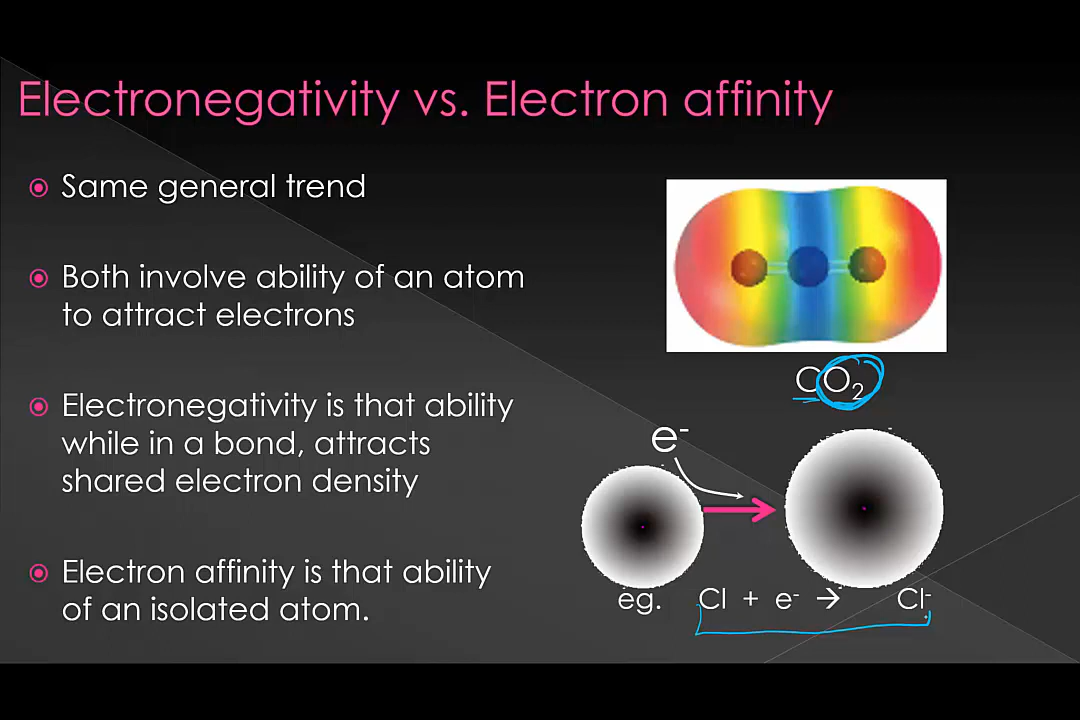 Electronegativity vs. Electron affinity
Same general trend
Both involve ability of an atom
to attract electrons
Electronegativity is that ability
while in a bond, attracts
shared electron density
Electron affinity is that ability
of an isolated atom.
CO₂
e⁻
eg. Cl + e⁻ → Cl⁻